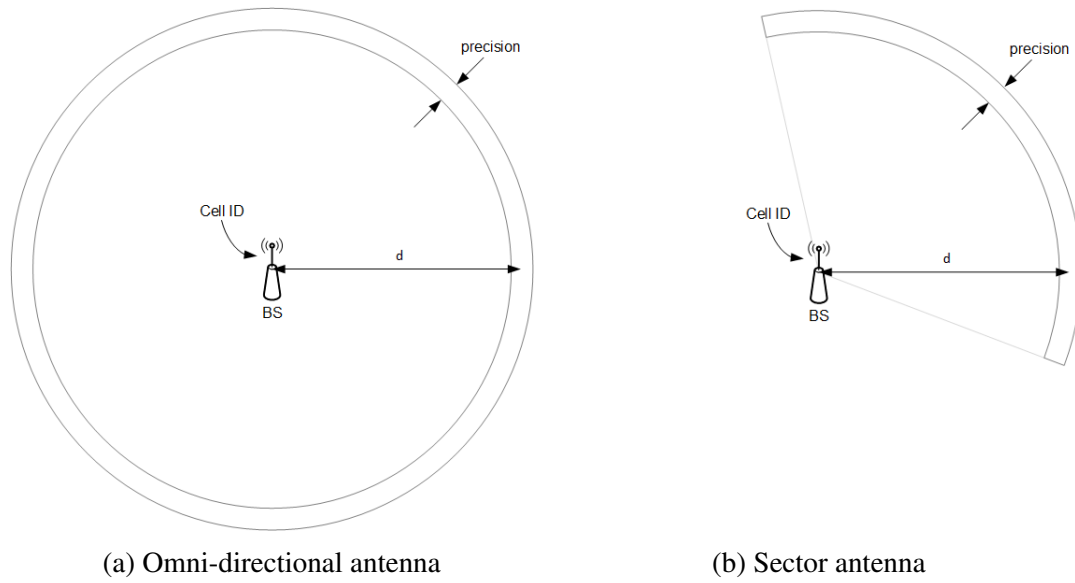 precision
Cell ID
d
BS
(a) Omni-directional antenna
precision
Cell ID
d
BS
(b) Sector antenna